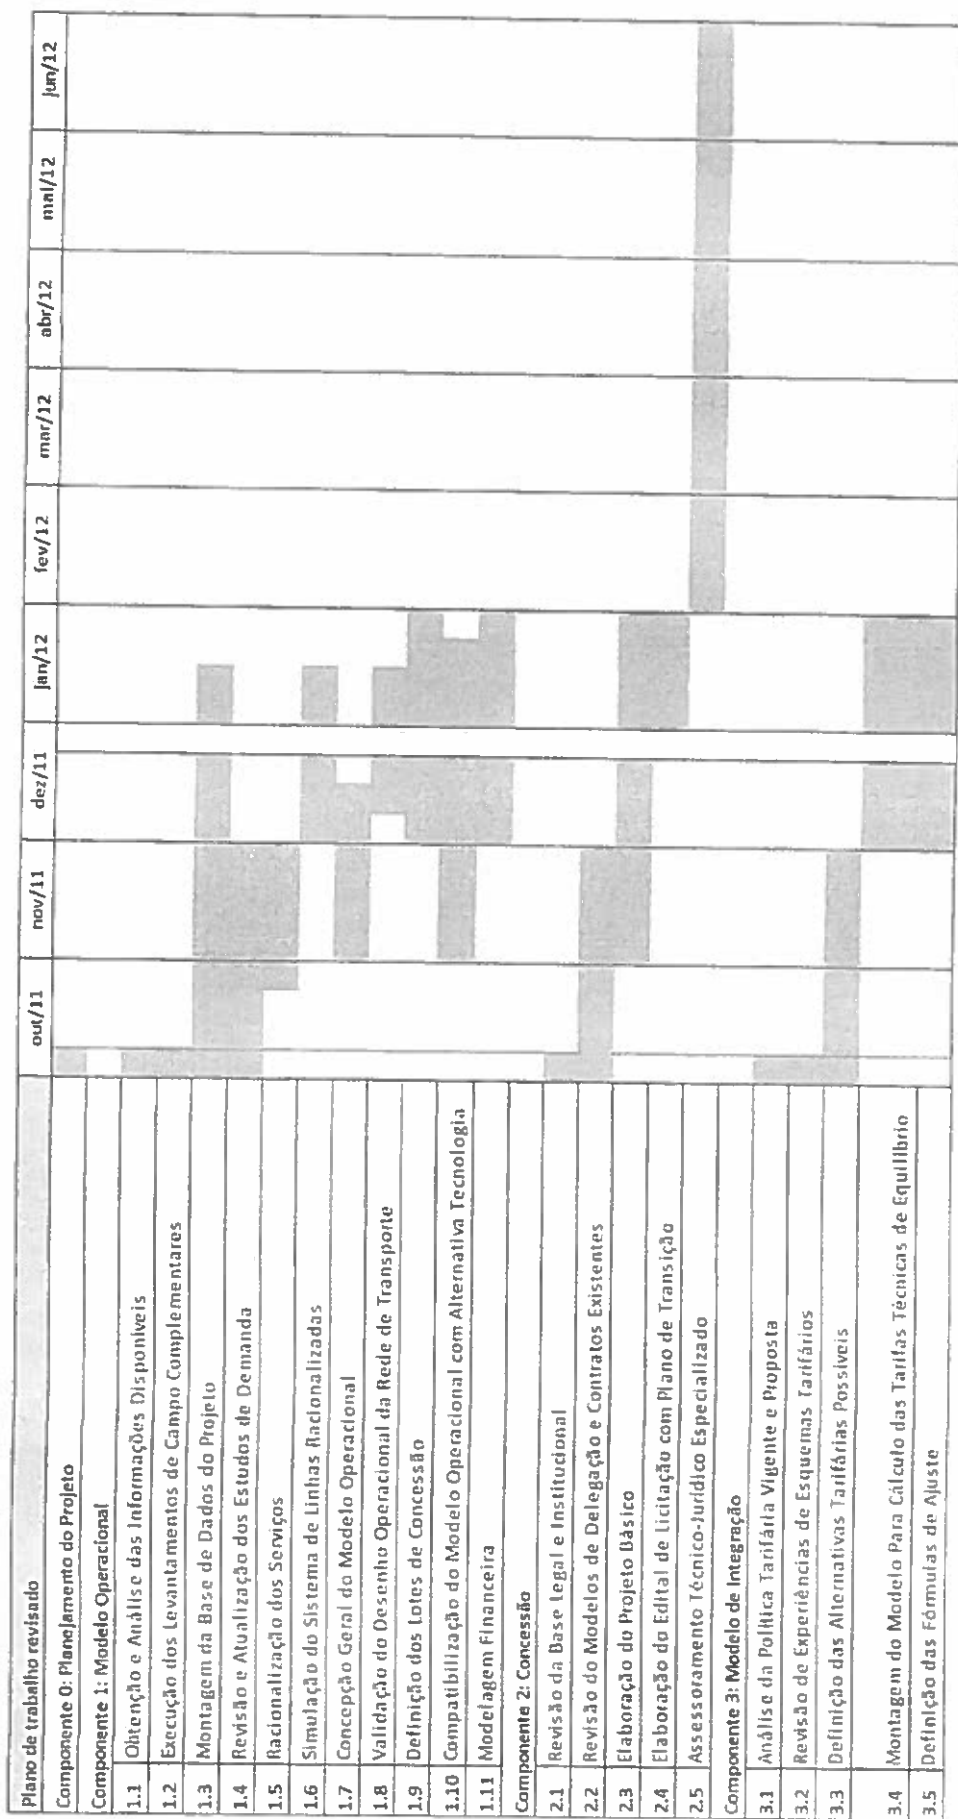 Plano de trabalho revisado out/11 nov/11 dez/11 jan/12 fev/12 mar/12 abr/12 mai/12 jun/12
Componente 0: Planejamento do Projeto
Componente 1: Modelo Operacional
1.1 Obtenção e Análise das Informações Disponíveis
1.2 Execução dos Levantamentos de Campo Complementares
1.3 Montagem da Base de Dados do Projeto
1.4 Revisão e Atualização dos Estudos de Demanda
1.5 Racionalização dos Serviços
1.6 Simulação do Sistema de Linhas Racionalizadas
1.7 Concepção Geral do Modelo Operacional
1.8 Validação do Desenho Operacional da Rede de Transporte
1.9 Definição dos Lotes de Concessão
1.10 Compatibilização do Modelo Operacional com Alternativa Tecnologia
1.11 Modelagem Financeira
Componente 2: Concessão
2.1 Revisão da Base Legal e Institucional
2.2 Revisão do Modelos de Delegação e Contratos Existentes
2.3 Elaboração do Projeto Básico
2.4 Elaboração do Edital de Licitação com Plano de Transição
2.5 Assessoramento Técnico-Jurídico Especializado
Componente 3: Modelo de Integração
3.1 Análise da Política Tarifária Vigente e Proposta
3.2 Revisão de Experiências de Esquemas Tarifários
3.3 Definição das Alternativas Tarifárias Possíveis
3.4 Montagem do Modelo Para Cálculo das Tarifas Técnicas de Equilíbrio
3.5 Definição das Fórmulas de Ajuste